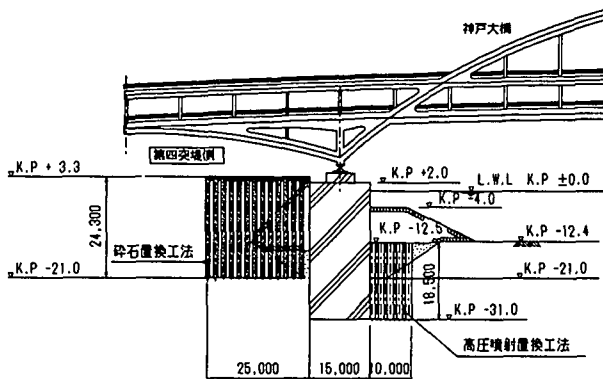 神戸大橋
第四突堤側
K.P + 3.3
K.P +2.0
L.W.L K.P ±0.0
K.P -4.0
24,300
K.P -12.5
K.P -12.4
砕石置換工法
18,500
K.P -21.0
K.P -21.0
K.P -31.0
高圧噴射置換工法
25,000
15,000
10,000